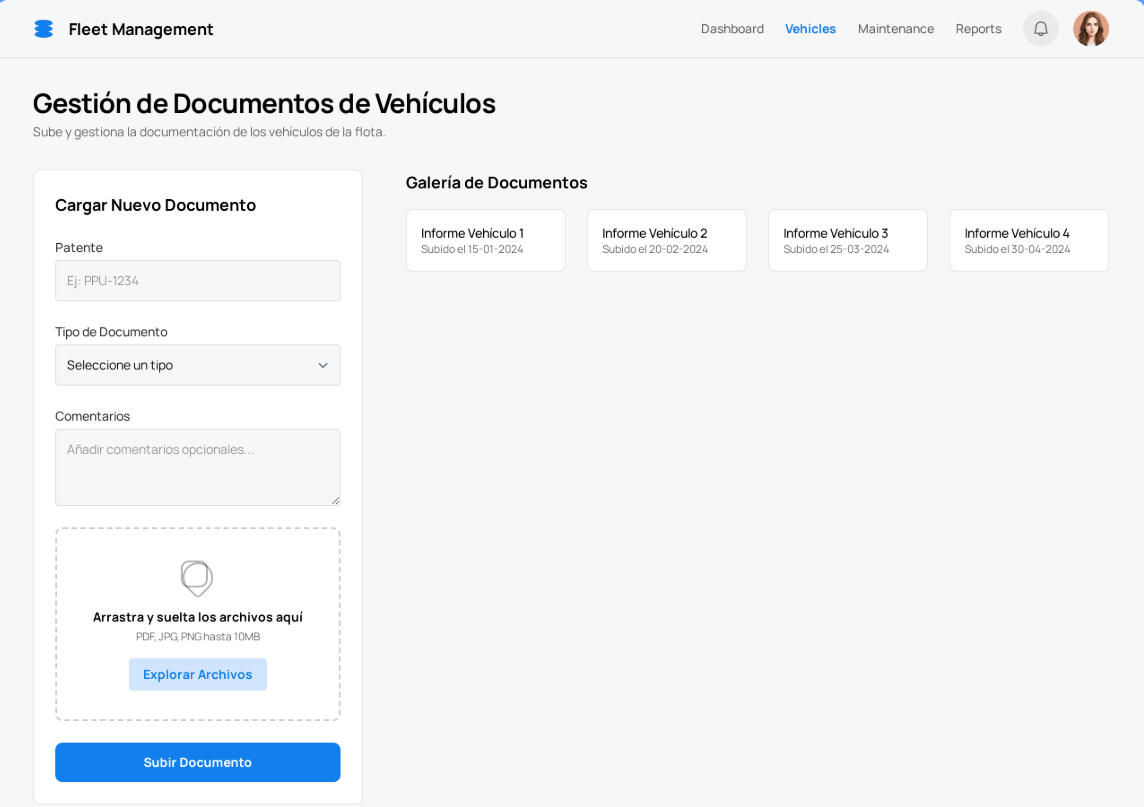 Fleet Management
Dashboard
Vehicles
Maintenance
Reports
Gestión de Documentos de Vehículos
Sube y gestiona la documentación de los vehículos de la flota.
Cargar Nuevo Documento
Patente
Ej: PPU-1234
Tipo de Documento
Seleccione un tipo
Comentarios
Añadir comentarios opcionales...
Arrastra y suelta los archivos aquí
PDF, JPG, PNG hasta 10MB
Explorar Archivos
Subir Documento
Galería de Documentos
Informe Vehículo 1
Subido el 15-01-2024
Informe Vehículo 2
Subido el 20-02-2024
Informe Vehículo 3
Subido el 25-03-2024
Informe Vehículo 4
Subido el 30-04-2024